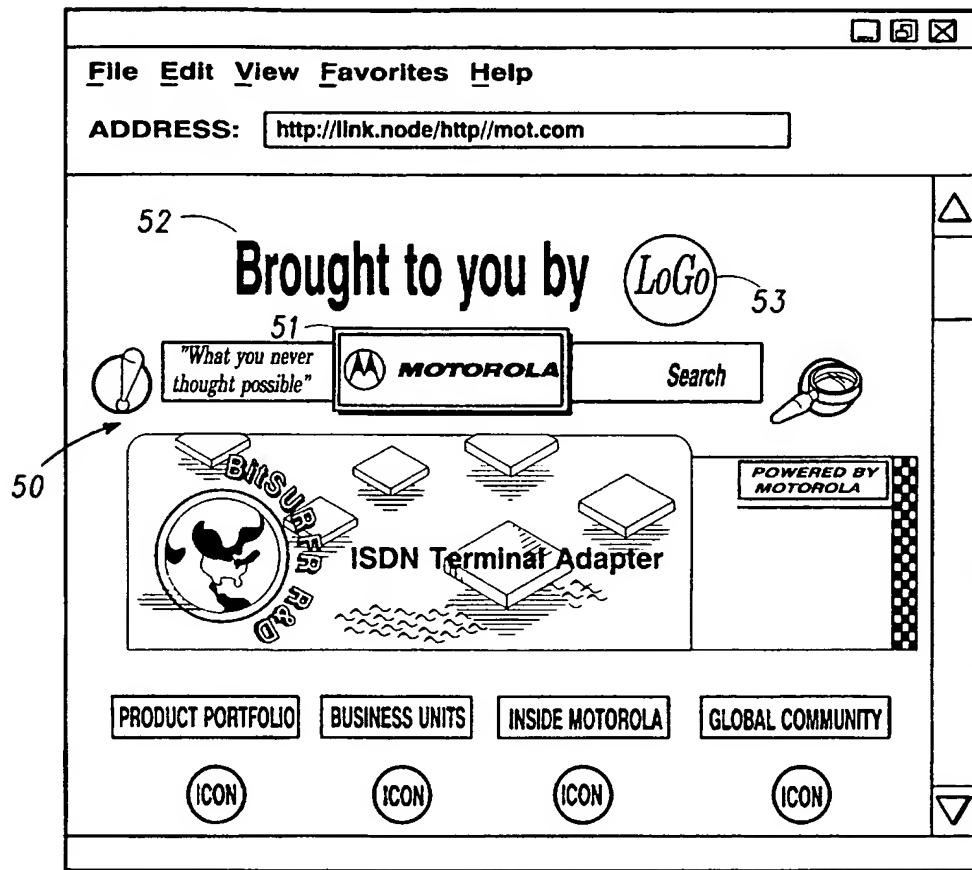 File Edit View Favorites Help
ADDRESS: http://link.node/http//mot.com
52
Brought to you by LoGo
53
51
"What you never
thought possible"
MOTOROLA
Search
50
BitSURFER R&D
ISDN Terminal Adapter
POWERED BY
MOTOROLA
PRODUCT PORTFOLIO BUSINESS UNITS INSIDE MOTOROLA GLOBAL COMMUNITY
ICON ICON ICON ICON